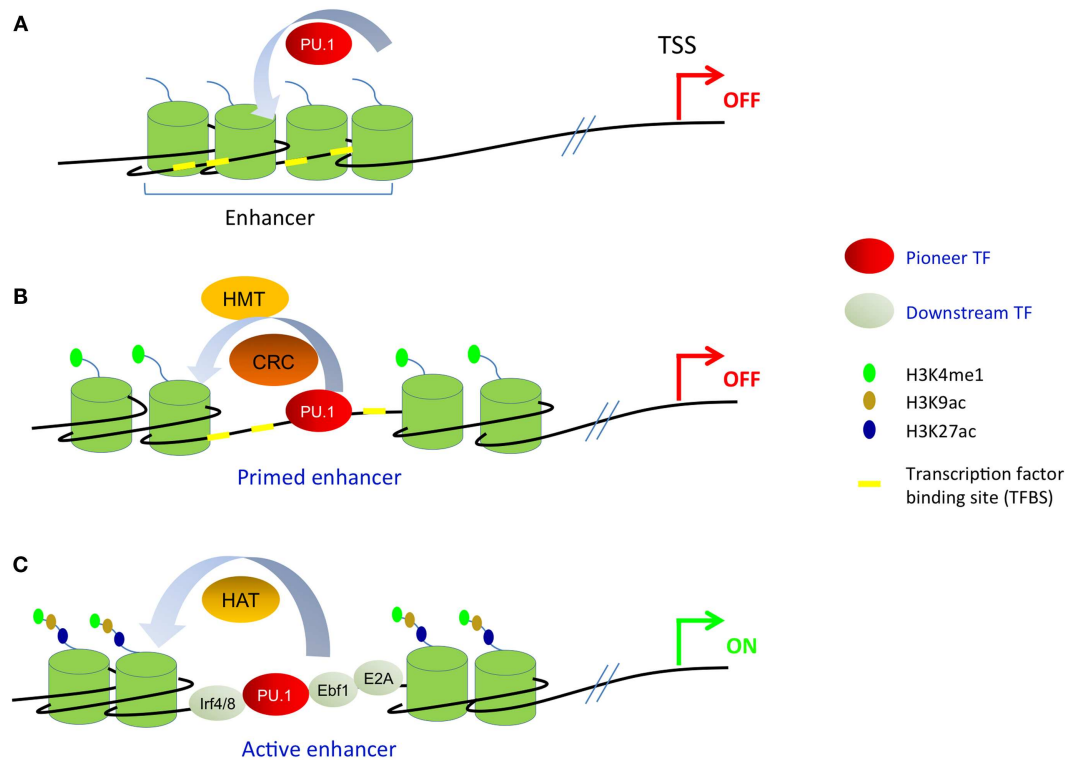 A
PU.1
TSS
OFF
Enhancer
B
HMT
CRC
PU.1
OFF
Primed enhancer
C
HAT
Irf4/8
PU.1
Ebf1
E2A
ON
Active enhancer
Pioneer TF
Downstream TF
H3K4me1
H3K9ac
H3K27ac
Transcription factor
binding site (TFBS)